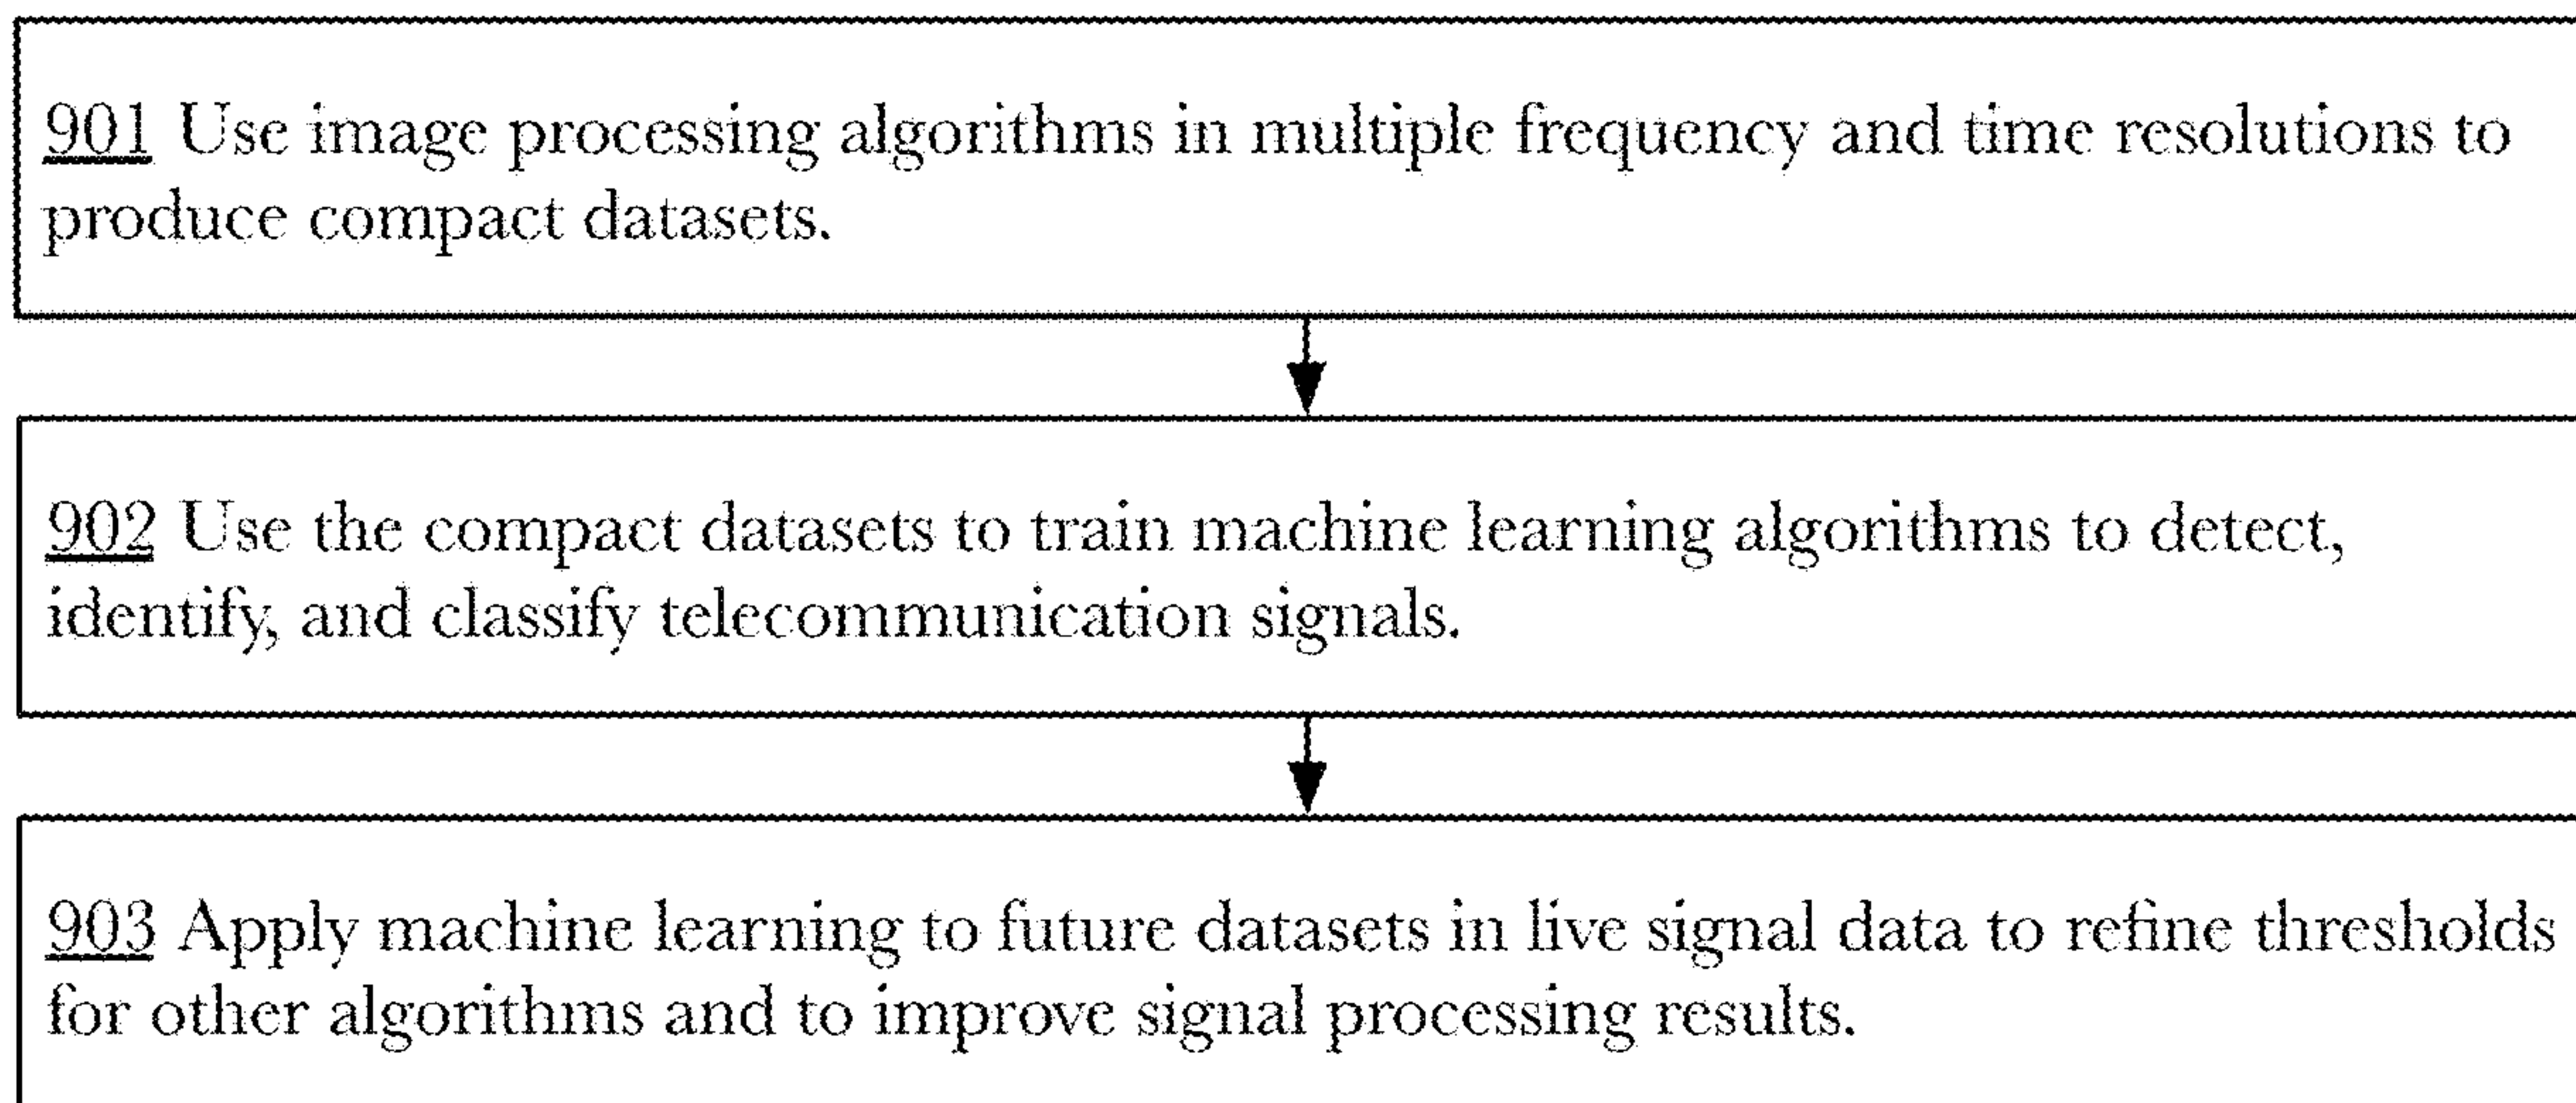 901 Use image processing algorithms in multiple frequency and time resolutions to
produce compact datasets.
902 Use the compact datasets to train machine learning algorithms to detect,
identify, and classify telecommunication signals.
903 Apply machine learning to future datasets in live signal data to refine thresholds
for other algorithms and to improve signal processing results.